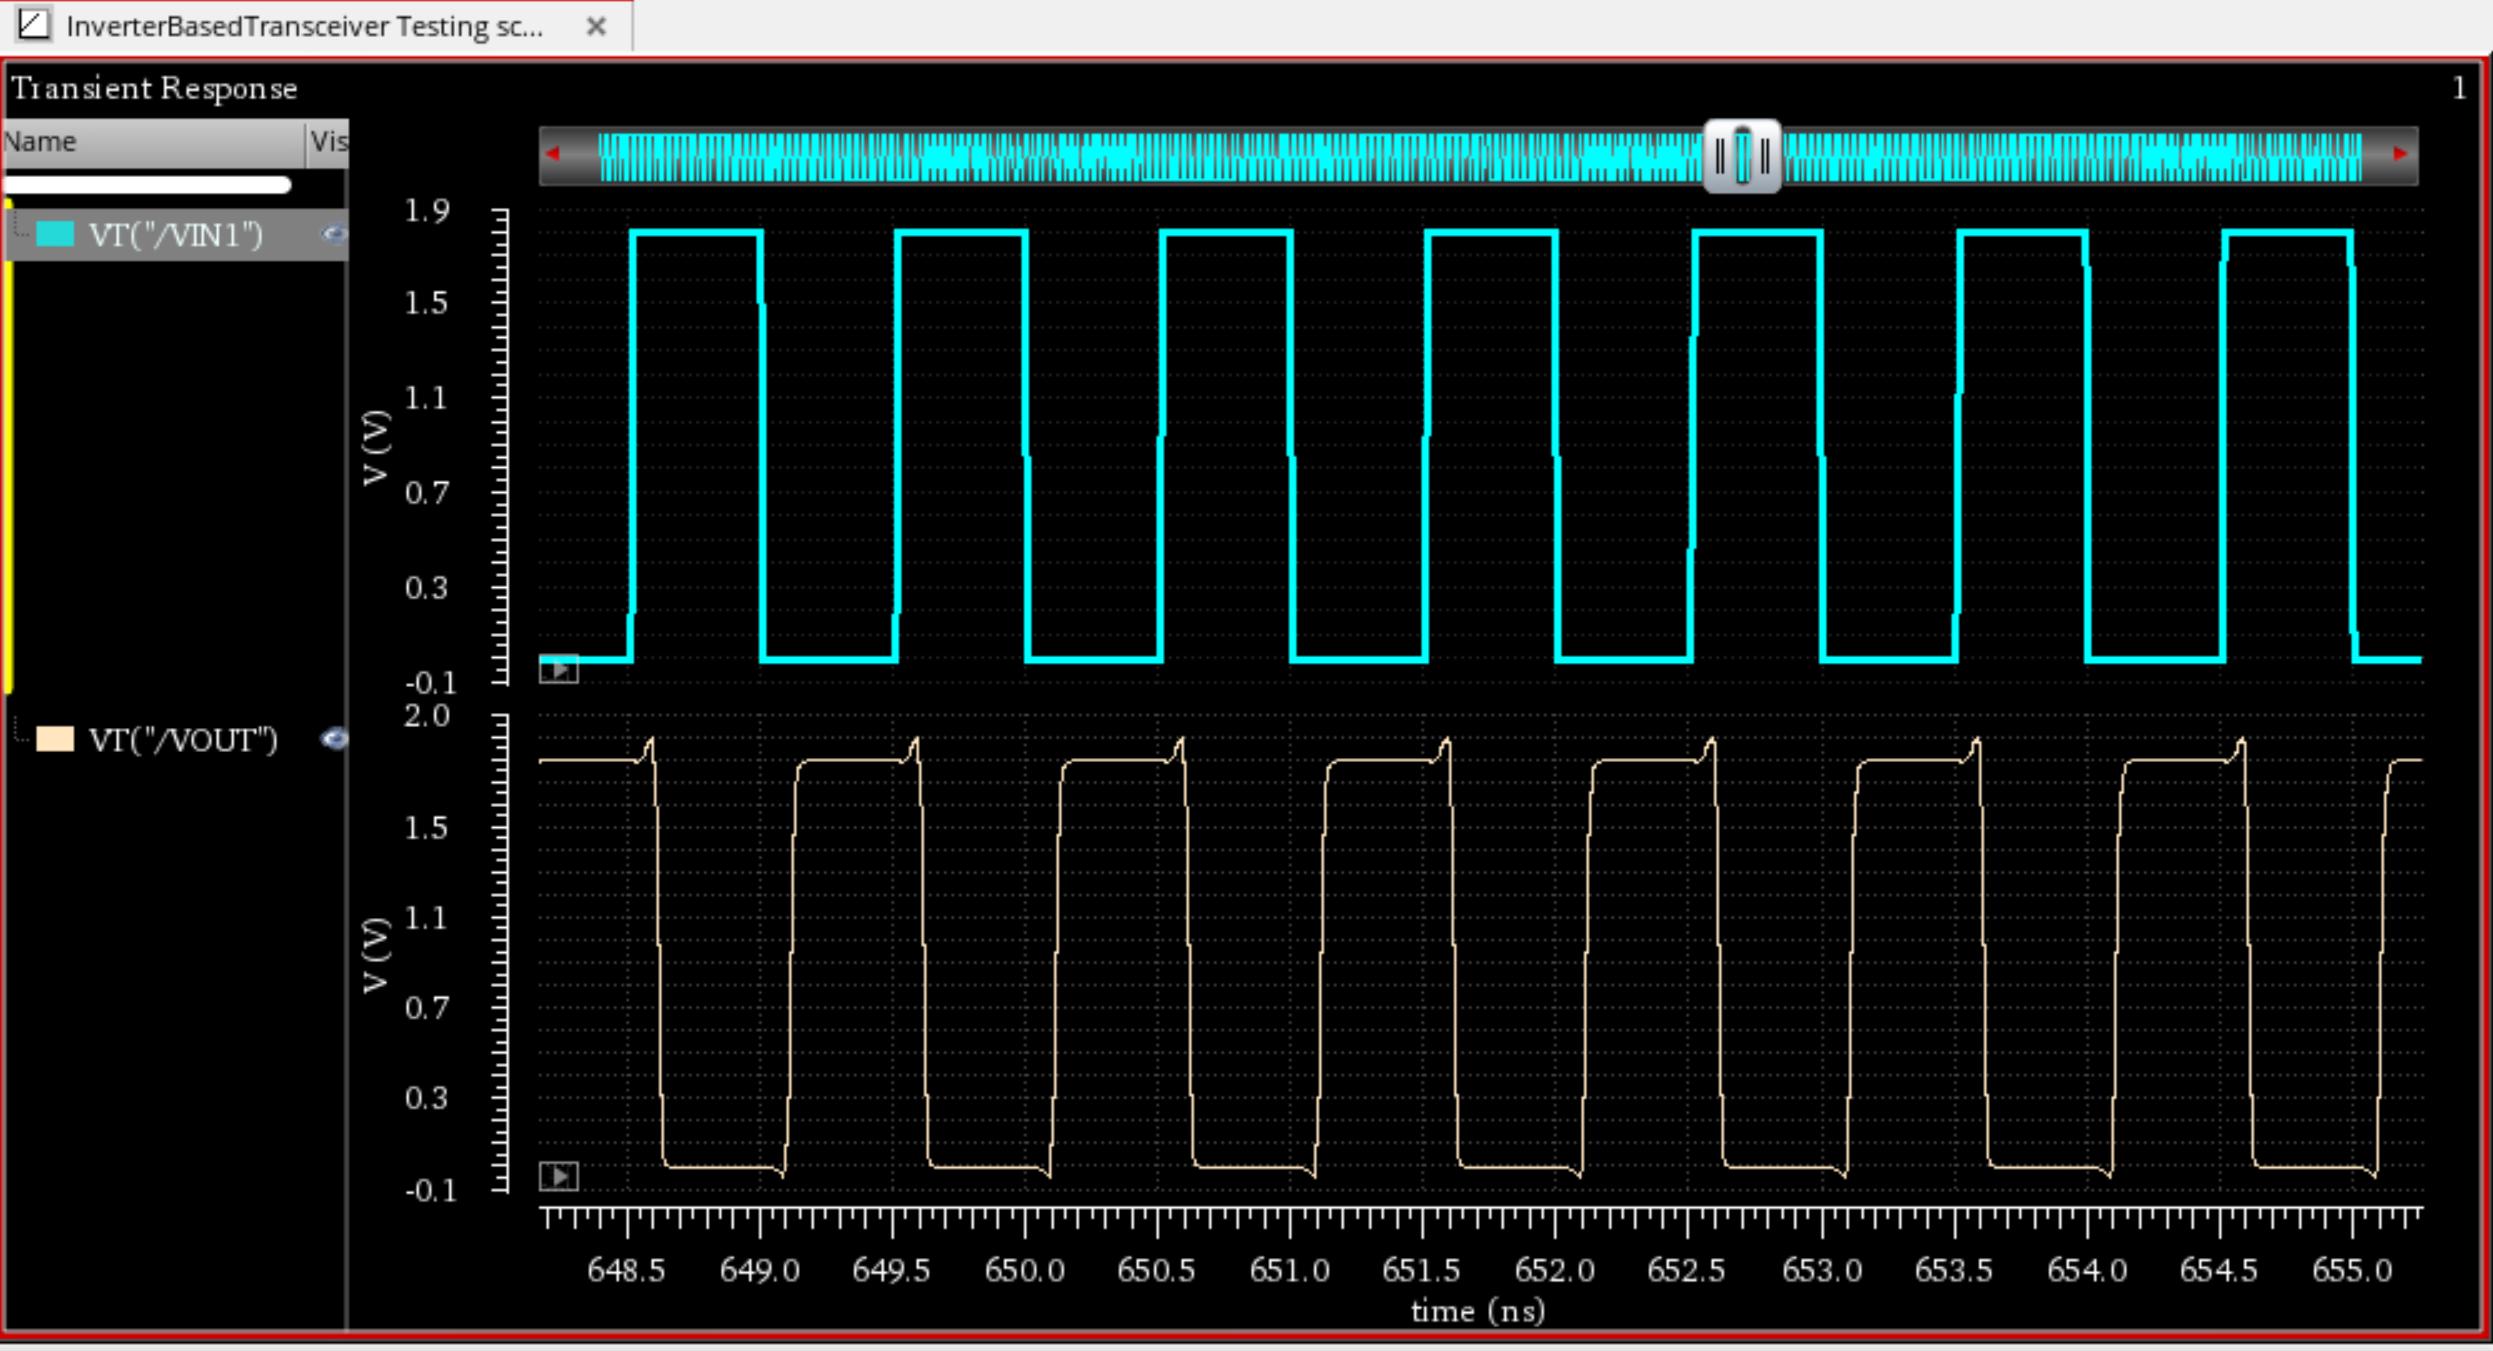 InverterBasedTransceiver Testing sc...
Transient Response
1
Name
Vis
1.9
VT("/VIN1")
1.5
1.1
V (V)
0.7
0.3
-0.1
2.0
VT("/VOUT")
1.5
1.1
V (V)
0.7
0.3
-0.1
648.5 649.0 649.5 650.0 650.5 651.0 651.5 652.0 652.5 653.0 653.5 654.0 654.5 655.0
time (ns)